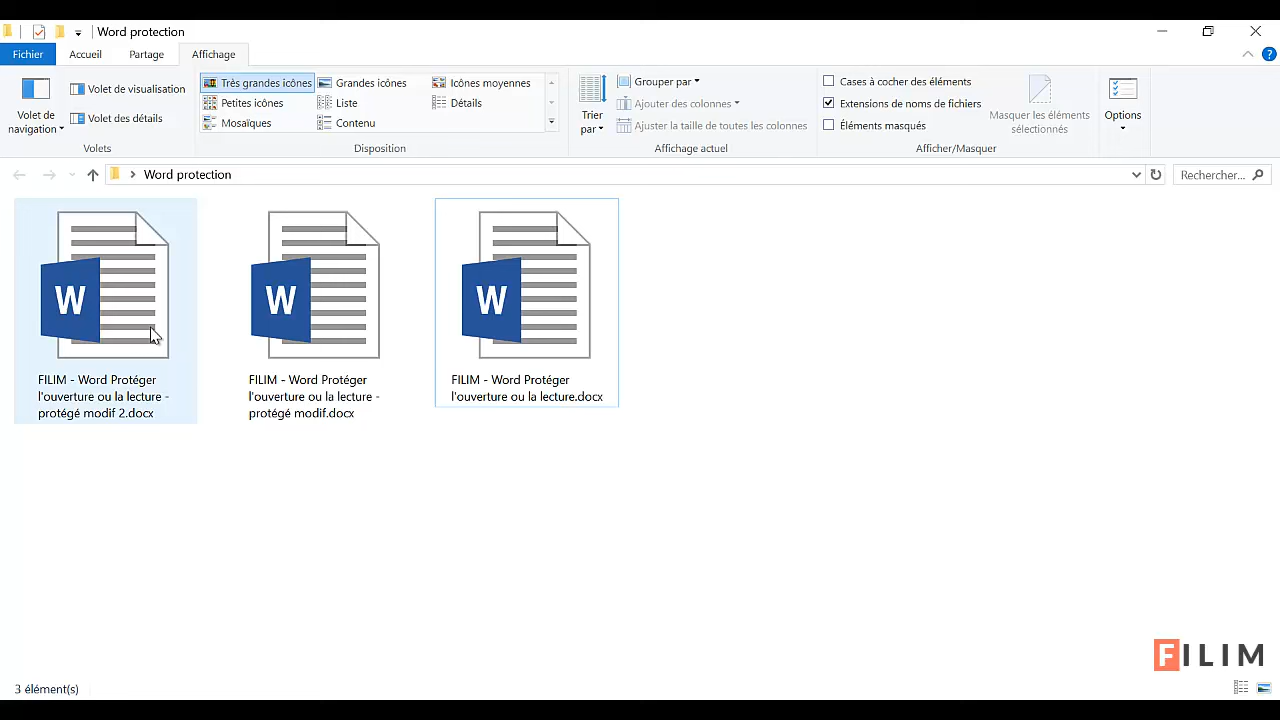 Word protection
Fichier
Accueil
Partage
Affichage
Volet de navigation
Volet de visualisation
Volet des détails
Volets
Très grandes icônes
Grandes icônes
Icônes moyennes
Petites icônes
Liste
Détails
Mosaïques
Contenu
Disposition
Trier par
Grouper par
Ajouter des colonnes
Ajuster la taille de toutes les colonnes
Affichage actuel
Cases à cocher des éléments
Extensions de noms de fichiers
Éléments masqués
Masquer les éléments
sélectionnés
Afficher/Masquer
Options
Word protection
Rechercher...
W
FILIM - Word Protéger
l'ouverture ou la lecture -
protégé modif 2.docx
W
FILIM - Word Protéger
l'ouverture ou la lecture -
protégé modif.docx
W
FILIM - Word Protéger
l'ouverture ou la lecture.docx
FILIM
3 élément(s)